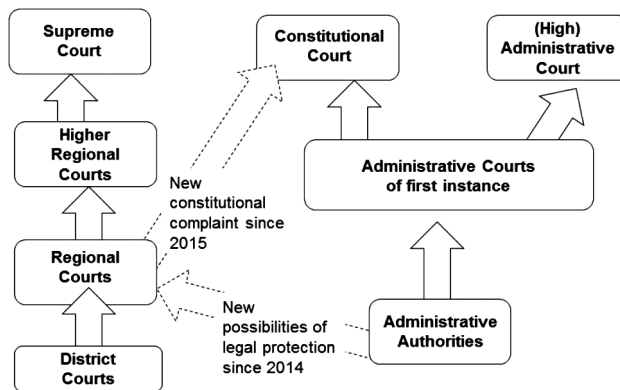 Supreme
Court
Constitutional
Court
(High)
Administrative
Court
Higher
Regional
Courts
Administrative Courts
of first instance
New
constitutional
complaint since
2015
Regional
Courts
New
possibilities of
legal protection
since 2014
Administrative
Authorities
District
Courts